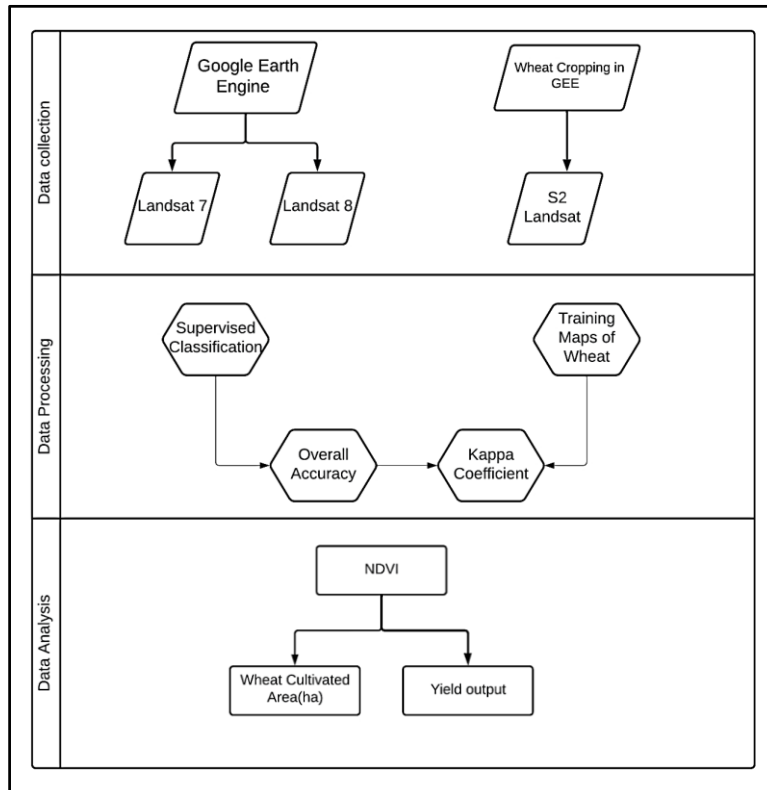 Data collection
Google Earth
Engine
Wheat Cropping in
GEE
Landsat 7
Landsat 8
S2
Landsat
Data Processing
Supervised
Classification
Training
Maps of
Wheat
Overall
Accuracy
Kappa
Coefficient
Data Analysis
NDVI
Wheat Cultivated
Area(ha)
Yield output